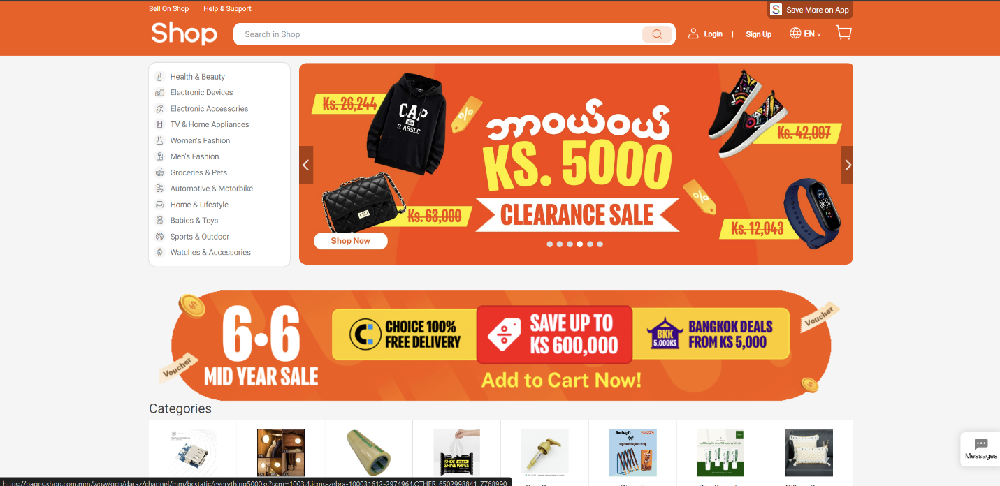 Sell On Shop
Help & Support
Save More on App
Shop
Search in Shop
Login
|
Sign Up
EN
Health & Beauty
Electronic Devices
Electronic Accessories
TV & Home Appliances
Women's Fashion
Men's Fashion
Groceries & Pets
Automotive & Motorbike
Home & Lifestyle
Babies & Toys
Sports & Outdoor
Watches & Accessories
Ks. 26,244
CAP
%
ဘာဝယ်ဝယ်
KS. 5000
CLEARANCE SALE
Ks. 42,097
%
Ks. 63,000
08:16
Ks. 12,043
Shop Now
6.6
MID YEAR SALE
Voucher
Voucher
CHOICE 100%
FREE DELIVERY
SAVE UP TO
KS 600,000
BKK
5,000KS
BANGKOK DEALS
FROM KS 5,000
Add to Cart Now!
Categories
SHOE
SHINE WIPES
Messages
https://pages.shop.com.mm/wow/gcp/daraz/channel/mm/bcstatic/everything5000ks?scm=1003.4.icms-zebra-100031612-2974964.OTHER_6502998841_7768990